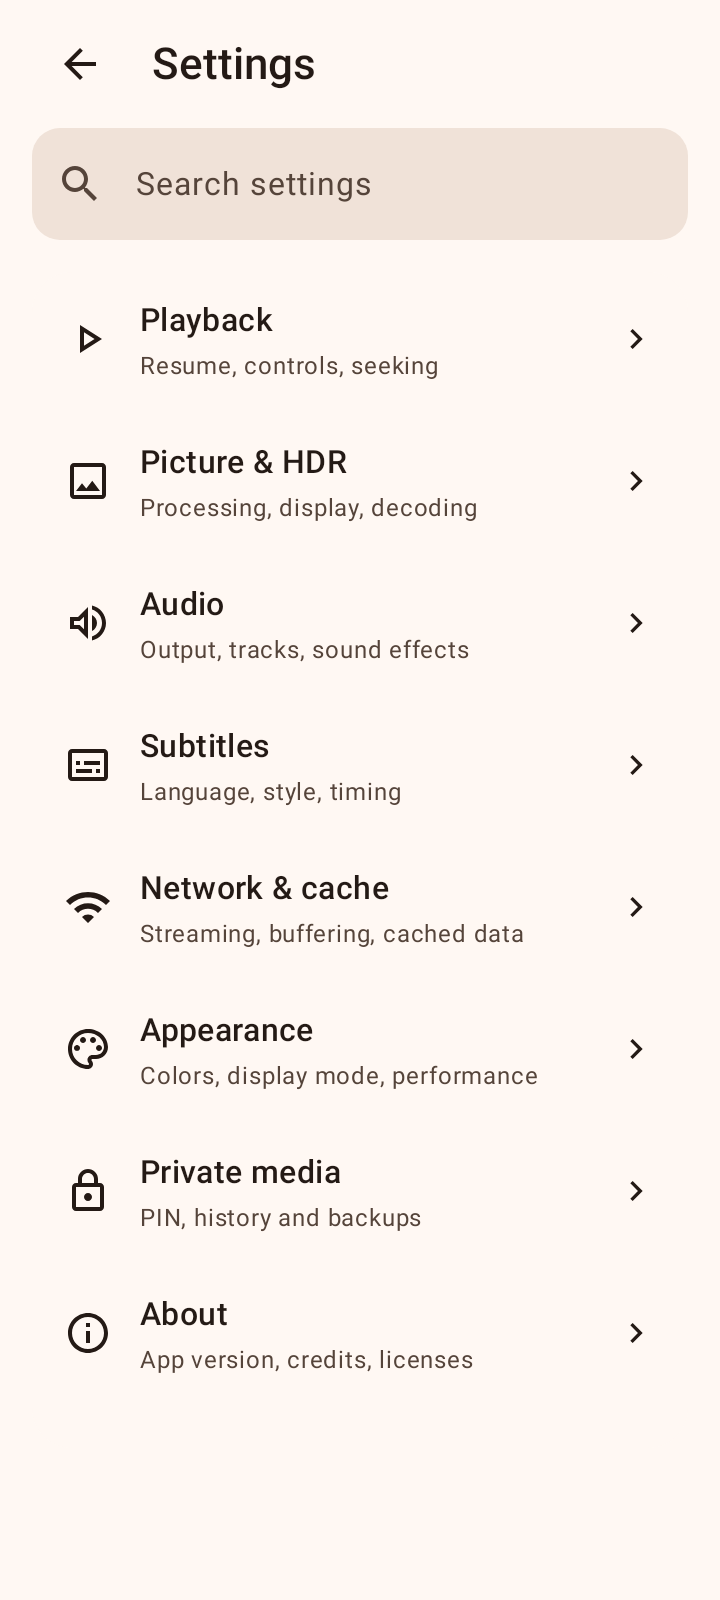 Settings
Search settings
Playback
Resume, controls, seeking
Picture & HDR
Processing, display, decoding
Audio
Output, tracks, sound effects
Subtitles
Language, style, timing
Network & cache
Streaming, buffering, cached data
Appearance
Colors, display mode, performance
Private media
PIN, history and backups
About
App version, credits, licenses